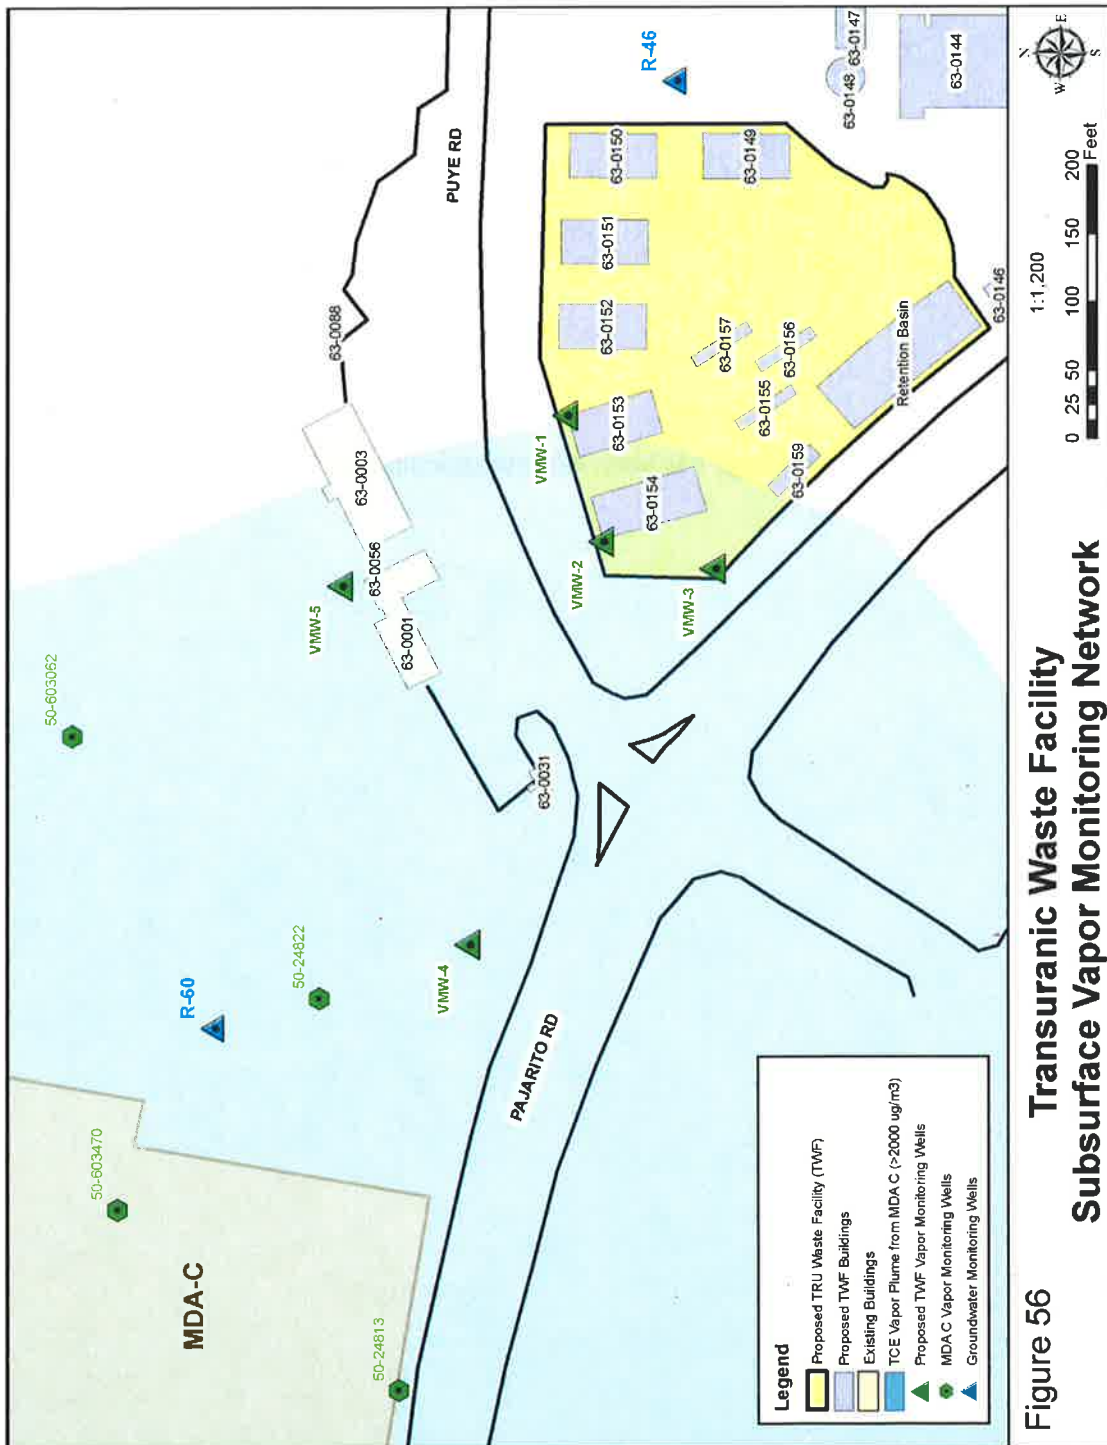 MDA-C
50-603470
50-24813
R-60
50-24822
50-603062
VMW-4
VMW-5
63-0001
63-0056
63-0003
63-0088
63-0031
PUYE RD
PAJARITO RD
VMW-1
VMW-2
VMW-3
R-46
63-0154
63-0153
63-0152
63-0151
63-0150
63-0149
63-0157
63-0156
63-0155
63-0159
Retention Basin
63-0146
63-0148
63-0147
63-0144
Legend
Proposed TRU Waste Facility (TWF)
Proposed TWF Buildings
Existing Buildings
TCE Vapor Plume from MDA C (>2000 ug/m3)
Proposed TWF Vapor Monitoring Wells
MDA C Vapor Monitoring Wells
Groundwater Monitoring Wells
Figure 56
Transuranic Waste Facility
Subsurface Vapor Monitoring Network
1:1,200
0 25 50 100 150 200
Feet
N
E
W
S